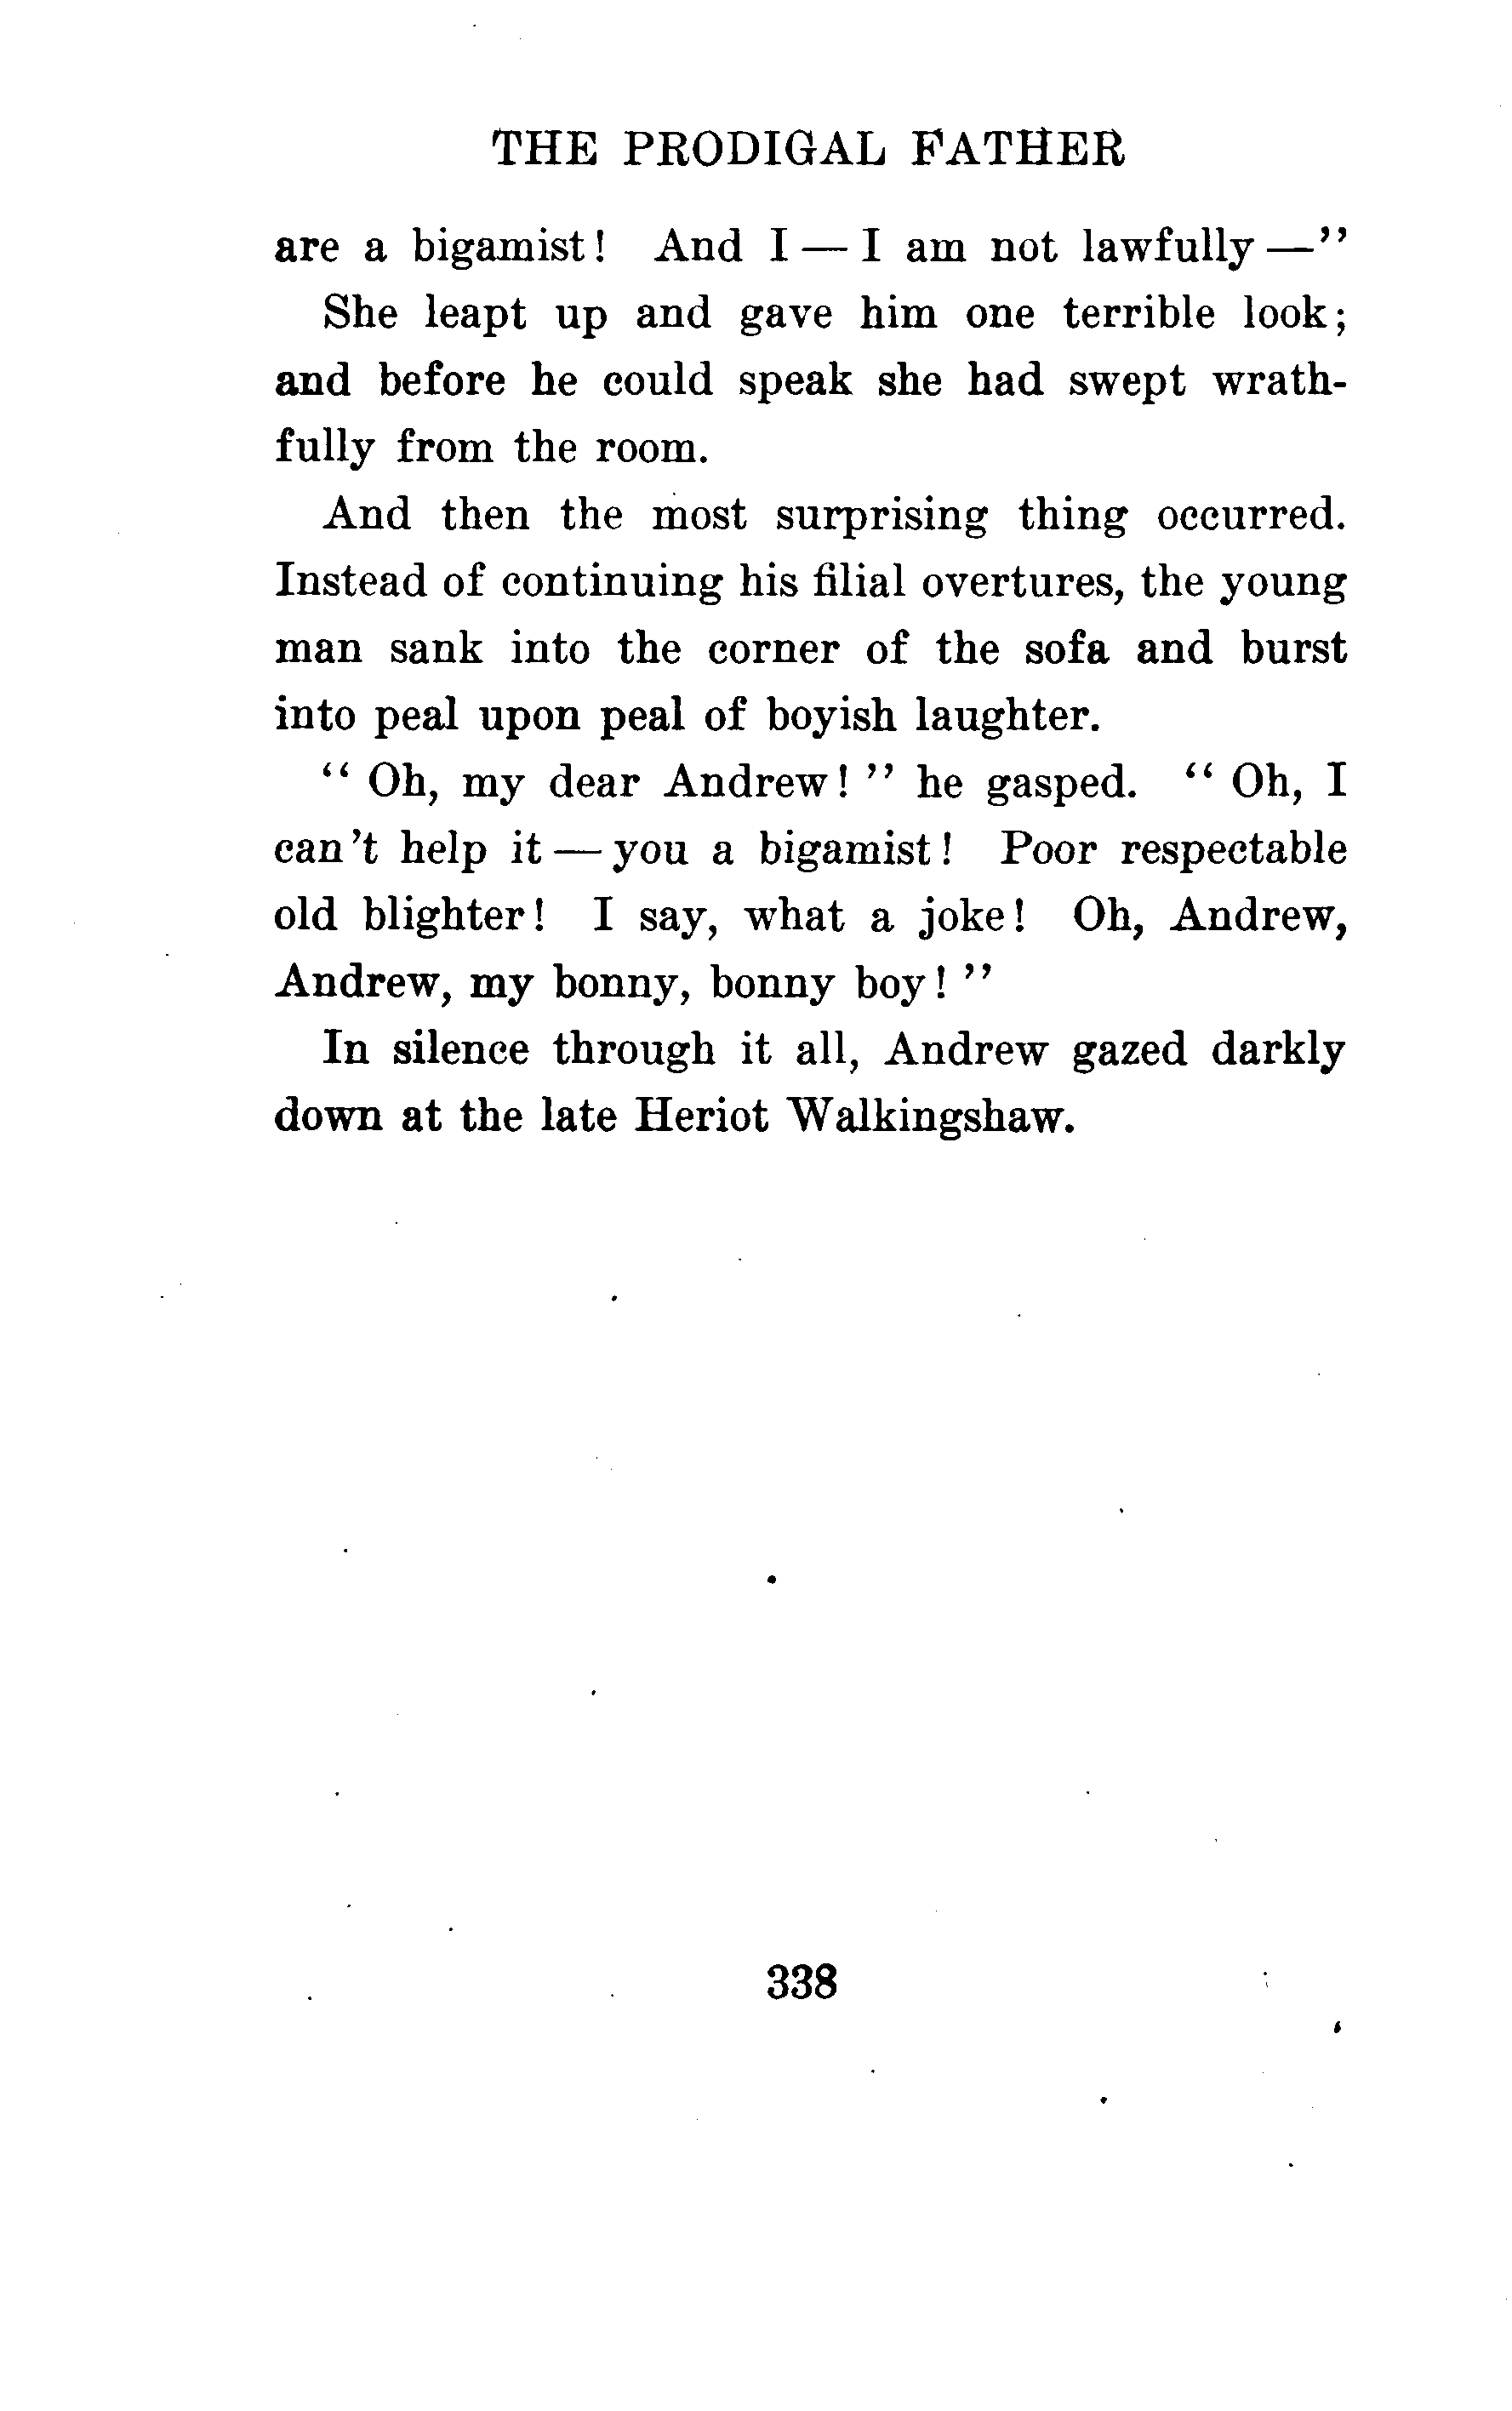 THE PRODIGAL FATHER
are a bigamist! And I — I am not lawfully —"
She leapt up and gave him one terrible look;
and before he could speak she had swept wrath-
fully from the room.
And then the most surprising thing occurred.
Instead of continuing his filial overtures, the young
man sank into the corner of the sofa and burst
into peal upon peal of boyish laughter.
" Oh, my dear Andrew! " he gasped. " Oh, I
can't help it — you a bigamist! Poor respectable
old blighter! I say, what a joke! Oh, Andrew,
Andrew, my bonny, bonny boy! "
In silence through it all, Andrew gazed darkly
down at the late Heriot Walkingshaw.
338